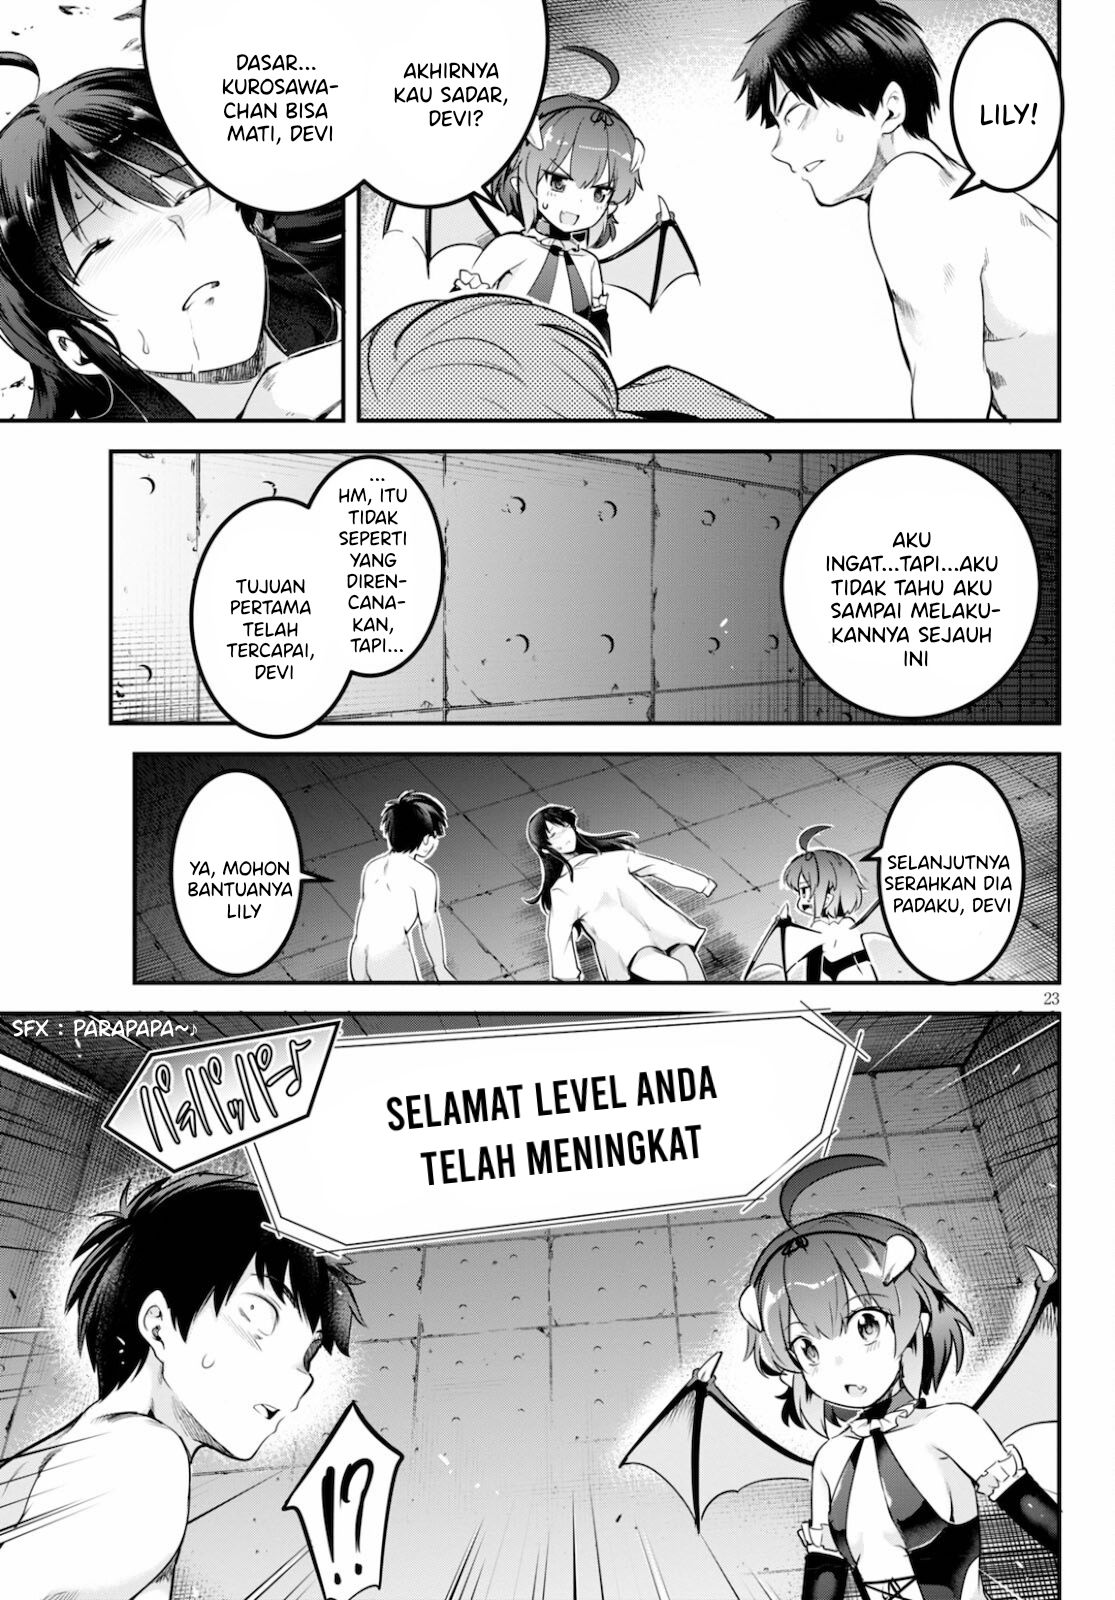 LILY!
AKHIRNYA
KAU SADAR,
DEVI?
DASAR...
KUROSAWA-
CHAN BISA
MATI, DEVI
AKU
INGAT...TAPI...AKU
TIDAK TAHU AKU
SAMPAI MELAKU-
KANNYA SEJAUH
INI
...
HM, ITU
TIDAK
SEPERTI
YANG
DIREN-
CANA-
KAN,
TAPI...
TUJUAN
PERTAMA
TELAH
TERCAPAI,
DEVI
SELANJUTNYA
SERAHKAN DIA
PADAKU, DEVI
YA, MOHON
BANTUANYA
LILY
23
SFX : PARAPAPA~♪
パラパッパー♪
SELAMAT LEVEL ANDA
TELAH MENINGKAT
!?